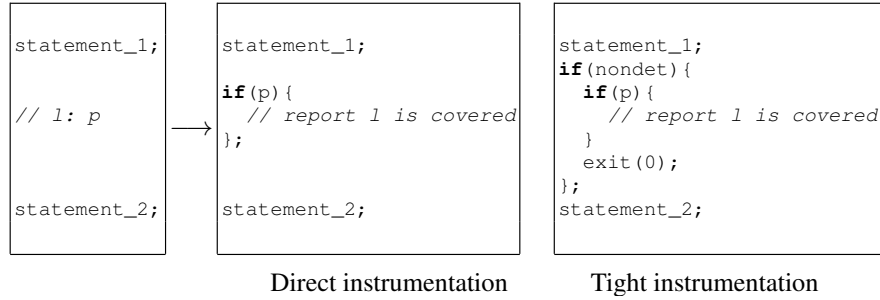 statement_1;
// l: p
statement_2;
statement_1;
if(p){
// report l is covered
};
statement_2;
statement_1;
if(nondet){
if(p){
// report l is covered
}
exit(0);
};
statement_2;
Direct instrumentation
Tight instrumentation